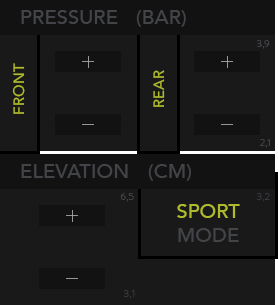 PRESSURE (BAR)
FRONT
+
−
REAR
3,9
+
−
2,1
ELEVATION (CM)
6,5
+
−
3,1
3,2
SPORT
MODE